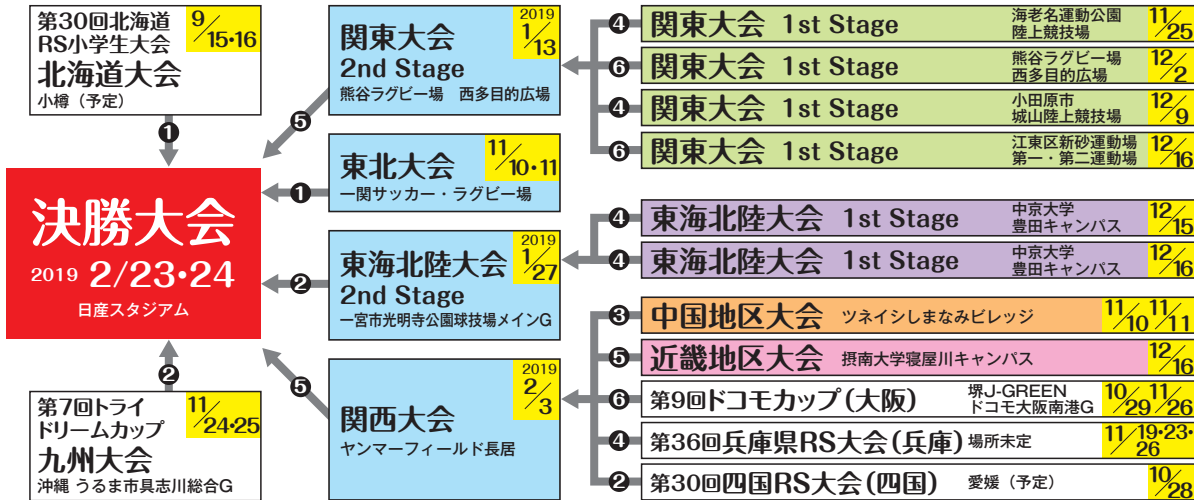 第30回北海道
RS小学生大会
9/15・16
北海道大会
小樽（予定）
❶
決勝大会
2019 2/23・24
日産スタジアム
❷
第7回トライ
ドリームカップ
11/24・25
九州大会
沖縄 うるま市具志川総合G
関東大会
2019
1/13
2nd Stage
熊谷ラグビー場　西多目的広場
❺
東北大会
11/10・11
一関サッカー・ラグビー場
❶
東海北陸大会
2019
1/27
2nd Stage
一宮市光明寺公園球技場メインG
❷
関西大会
2019
2/3
ヤンマーフィールド長居
❺
❹ 関東大会 1st Stage 海老名運動公園
陸上競技場 11/25
❻ 関東大会 1st Stage 熊谷ラグビー場
西多目的広場 12/2
❹ 関東大会 1st Stage 小田原市
城山陸上競技場 12/9
❻ 関東大会 1st Stage 江東区新砂運動場
第一・第二運動場 12/16
❹ 東海北陸大会 1st Stage 中京大学
豊田キャンパス 12/15
❹ 東海北陸大会 1st Stage 中京大学
豊田キャンパス 12/16
❸ 中国地区大会 ツネイシしまなみビレッジ 11/10 11/11
❺ 近畿地区大会 摂南大学寝屋川キャンパス 12/16
❻ 第9回ドコモカップ（大阪） 堺J-GREEN
ドコモ大阪南港G 10/29 11/26
❹ 第36回兵庫県RS大会（兵庫） 場所未定 11/19・23・26
❷ 第30回四国RS大会（四国） 愛媛（予定） 10/28